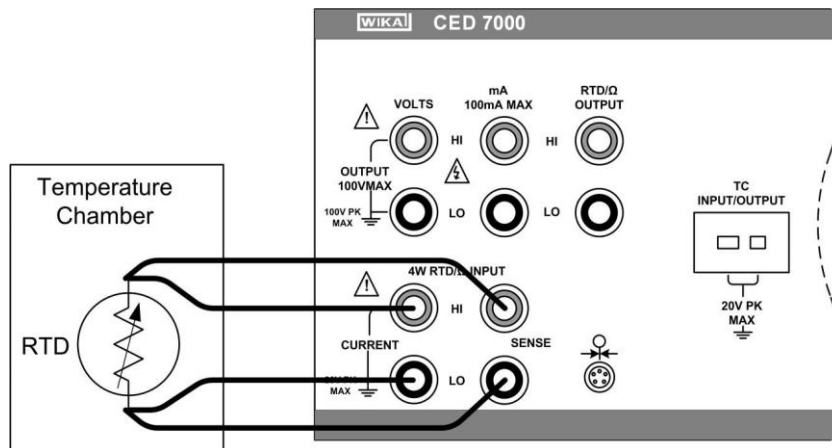 WIKAI CED 7000
VOLTS
mA
100mA MAX
RTD/Ω
OUTPUT
HI
HI
OUTPUT
100VMAX
100V PK
MAX
LO
LO
TC
INPUT/OUTPUT
20V PK
MAX
Temperature
Chamber
RTD
4W RTD/Ω INPUT
HI
CURRENT
SENSE
LO
MAX